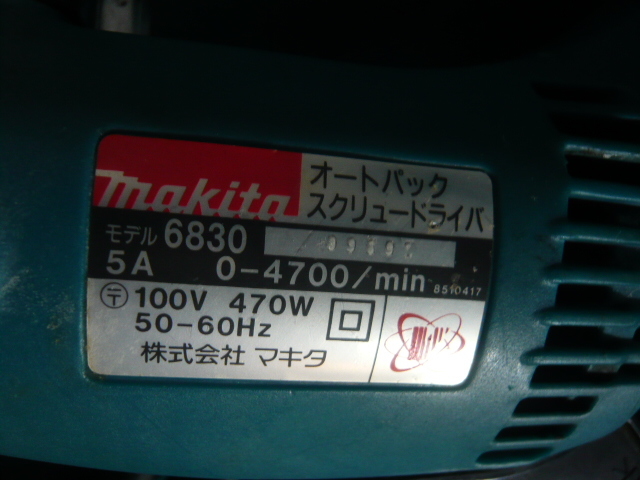 makita
オートパック
スクリュードライバ
モデル 6830
5A 0-4700/min 8510417
〶 100V 470W
50-60Hz
株式会社 マキタ